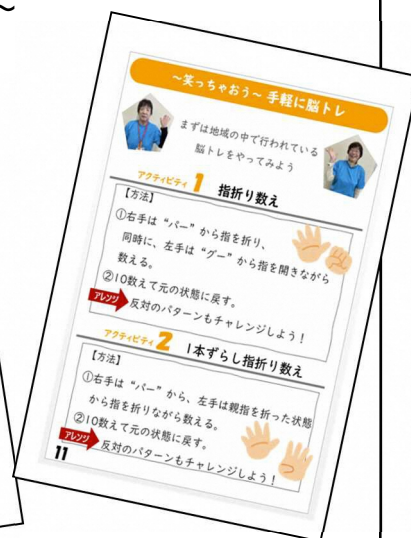 ～
～笑っちゃおう～ 手軽に脳トレ
まずは地域の中で行われている
脳トレをやってみよう
アクティビティ 1 指折り数え
【方法】
①右手は “パー” から指を折り、
同時に、左手は “グー” から指を開きながら
数える。
②10数えて元の状態に戻す。
アレンジ 反対のパターンもチャレンジしよう！
アクティビティ 2 1本ずらし指折り数え
【方法】
①右手は “パー” から、左手は親指を折った状態
から指を折りながら数える。
②10数えて元の状態に戻す。
アレンジ 反対のパターンもチャレンジしよう！
11